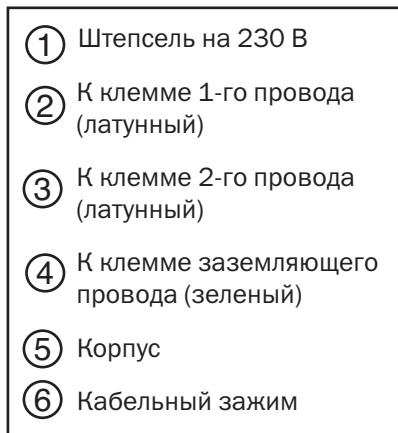 ① Штепсель на 230 В
② К клемме 1-го провода
(латунный)
③ К клемме 2-го провода
(латунный)
④ К клемме заземляющего
провода (зеленый)
⑤ Корпус
⑥ Кабельный зажим